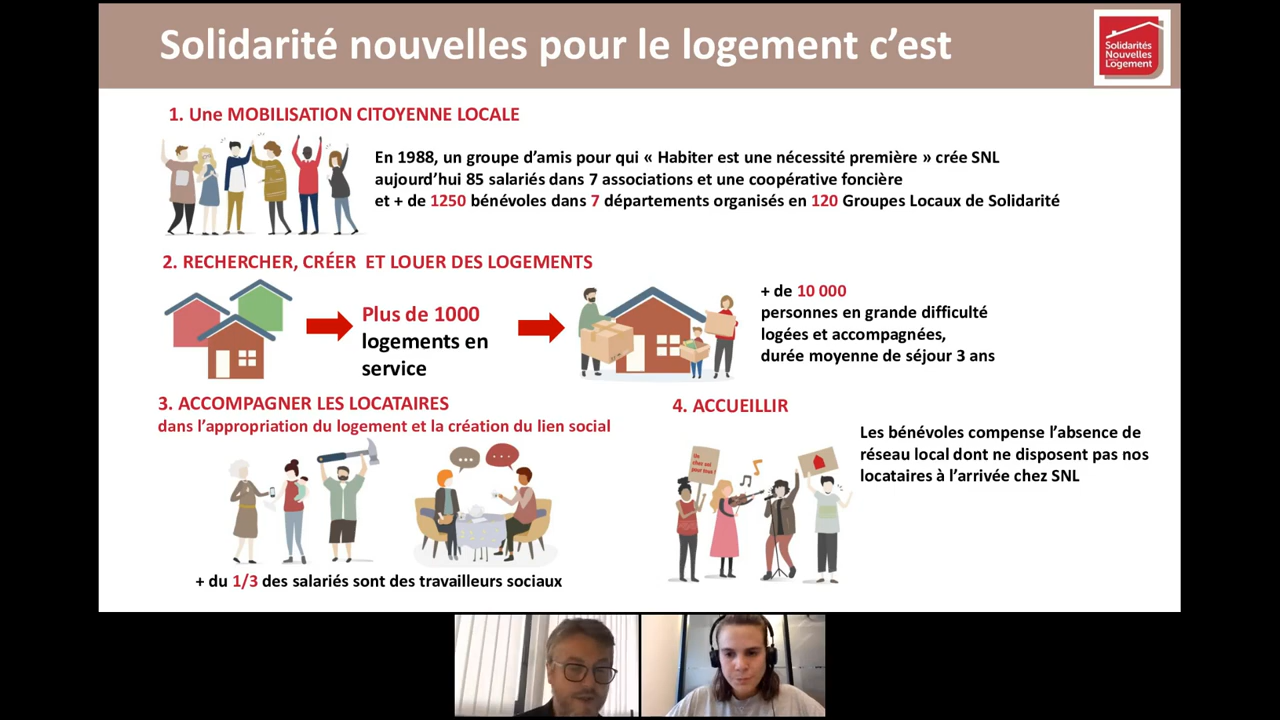 Solidarité nouvelles pour le logement c’est
Solidarités
Nouvelles
Logement
1. Une MOBILISATION CITOYENNE LOCALE
En 1988, un groupe d’amis pour qui « Habiter est une nécessité première » crée SNL
aujourd’hui 85 salariés dans 7 associations et une coopérative foncière
et + de 1250 bénévoles dans 7 départements organisés en 120 Groupes Locaux de Solidarité
2. RECHERCHER, CRÉER ET LOUER DES LOGEMENTS
Plus de 1000
logements en
service
+ de 10 000
personnes en grande difficulté
logées et accompagnées,
durée moyenne de séjour 3 ans
3. ACCOMPAGNER LES LOCATAIRES
dans l’appropriation du logement et la création du lien social
+ du 1/3 des salariés sont des travailleurs sociaux
4. ACCUEILLIR
Un
chez soi
pour tous !
Les bénévoles compense l’absence de
réseau local dont ne disposent pas nos
locataires à l’arrivée chez SNL